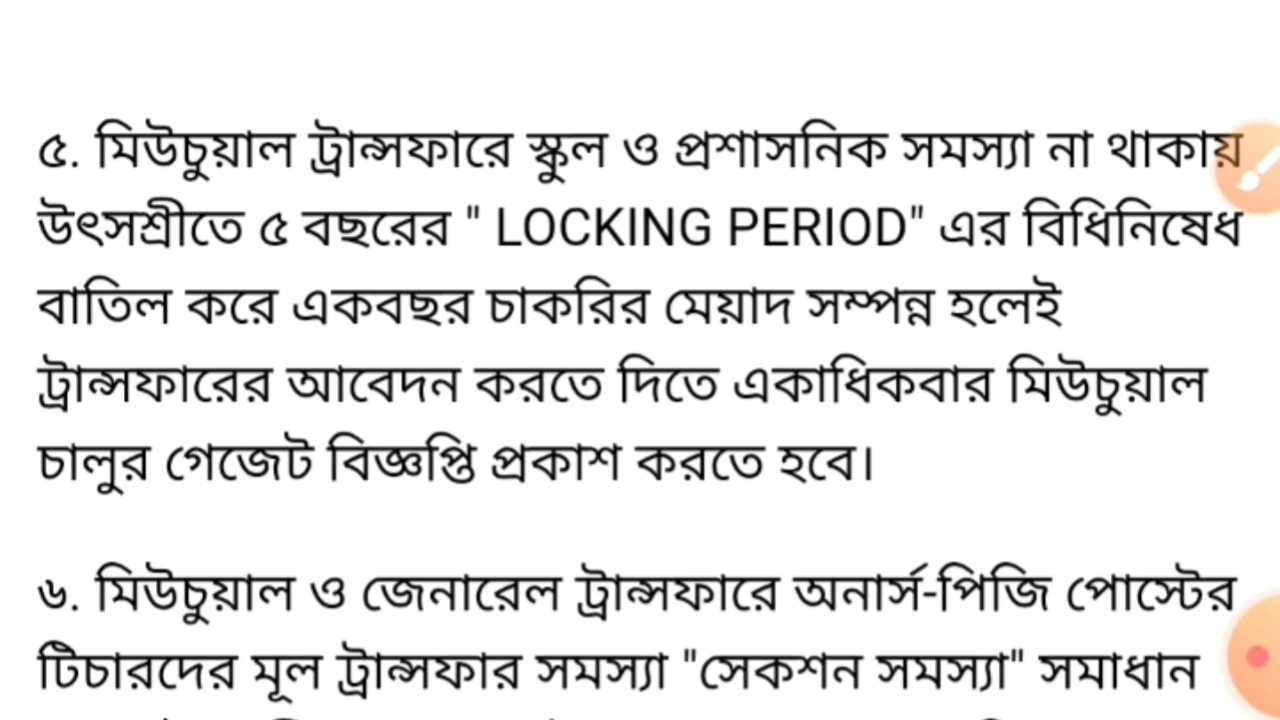 ৫. মিউচুয়াল ট্রান্সফারে স্কুল ও প্রশাসনিক সমস্যা না থাকায়
উৎসশ্রীতে ৫ বছরের " LOCKING PERIOD" এর বিধিনিষেধ
বাতিল করে একবছর চাকরির মেয়াদ সম্পন্ন হলেই
ট্রান্সফারের আবেদন করতে দিতে একাধিকবার মিউচুয়াল
চালুর গেজেট বিজ্ঞপ্তি প্রকাশ করতে হবে।
৬. মিউচুয়াল ও জেনারেল ট্রান্সফারে অনার্স-পিজি পোস্টের
টিচারদের মূল ট্রান্সফার সমস্যা "সেকশন সমস্যা" সমাধান